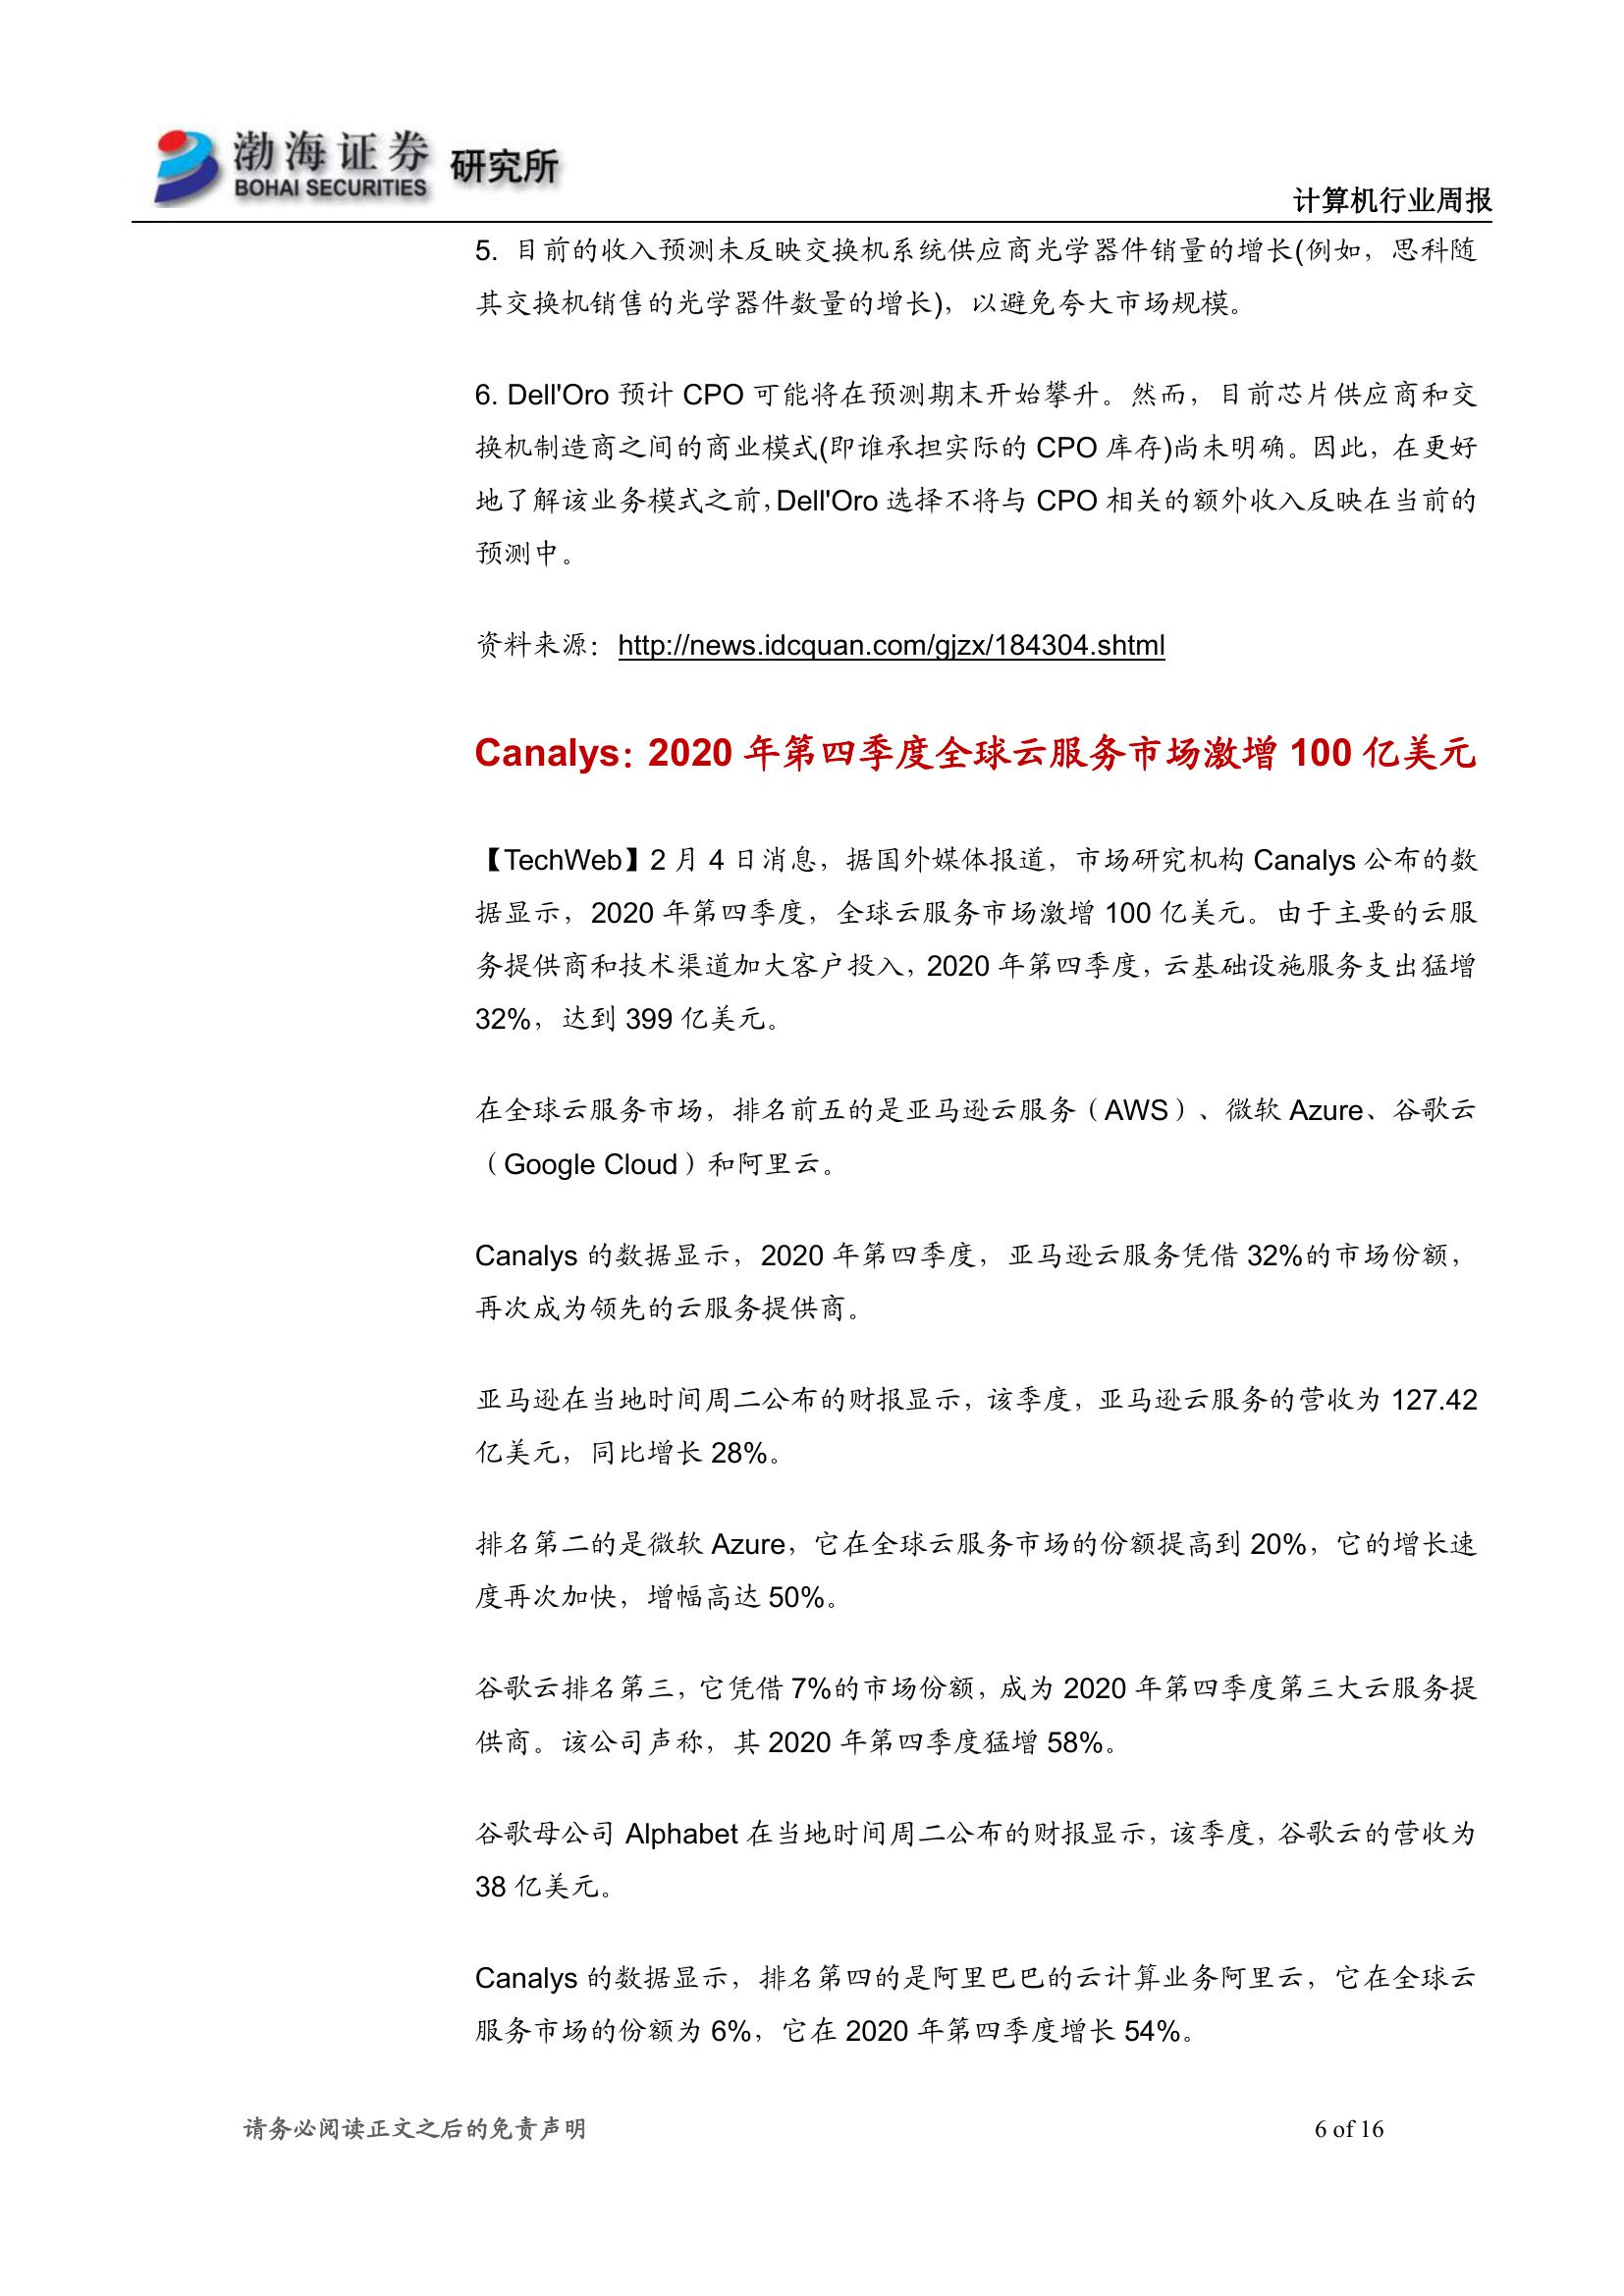 渤海证券 研究所
BOHAI SECURITIES
计算机行业周报
5. 目前的收入预测未反映交换机系统供应商光学器件销量的增长(例如，思科随
其交换机销售的光学器件数量的增长)，以避免夸大市场规模。
6. Dell'Oro 预计 CPO 可能将在预测期末开始攀升。然而，目前芯片供应商和交
换机制造商之间的商业模式(即谁承担实际的 CPO 库存)尚未明确。因此，在更好
地了解该业务模式之前，Dell'Oro 选择不将与 CPO 相关的额外收入反映在当前的
预测中。
资料来源：http://news.idcquan.com/gjzx/184304.shtml
Canalys：2020 年第四季度全球云服务市场激增 100 亿美元
【TechWeb】2 月 4 日消息，据国外媒体报道，市场研究机构 Canalys 公布的数
据显示，2020 年第四季度，全球云服务市场激增 100 亿美元。由于主要的云服
务提供商和技术渠道加大客户投入，2020 年第四季度，云基础设施服务支出猛增
32%，达到 399 亿美元。
在全球云服务市场，排名前五的是亚马逊云服务（AWS）、微软 Azure、谷歌云
（Google Cloud）和阿里云。
Canalys 的数据显示，2020 年第四季度，亚马逊云服务凭借 32%的市场份额，
再次成为领先的云服务提供商。
亚马逊在当地时间周二公布的财报显示，该季度，亚马逊云服务的营收为 127.42
亿美元，同比增长 28%。
排名第二的是微软 Azure，它在全球云服务市场的份额提高到 20%，它的增长速
度再次加快，增幅高达 50%。
谷歌云排名第三，它凭借 7%的市场份额，成为 2020 年第四季度第三大云服务提
供商。该公司声称，其 2020 年第四季度猛增 58%。
谷歌母公司 Alphabet 在当地时间周二公布的财报显示，该季度，谷歌云的营收为
38 亿美元。
Canalys 的数据显示，排名第四的是阿里巴巴的云计算业务阿里云，它在全球云
服务市场的份额为 6%，它在 2020 年第四季度增长 54%。
请务必阅读正文之后的免责声明
6 of 16